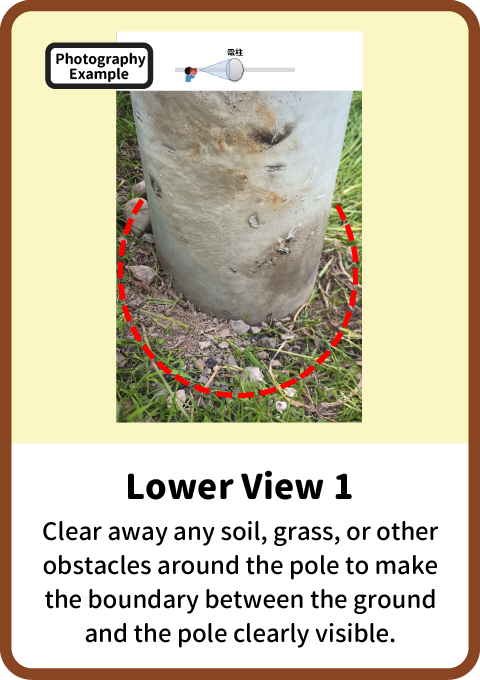 Photography
Example
電柱
Lower View 1
Clear away any soil, grass, or other
obstacles around the pole to make
the boundary between the ground
and the pole clearly visible.